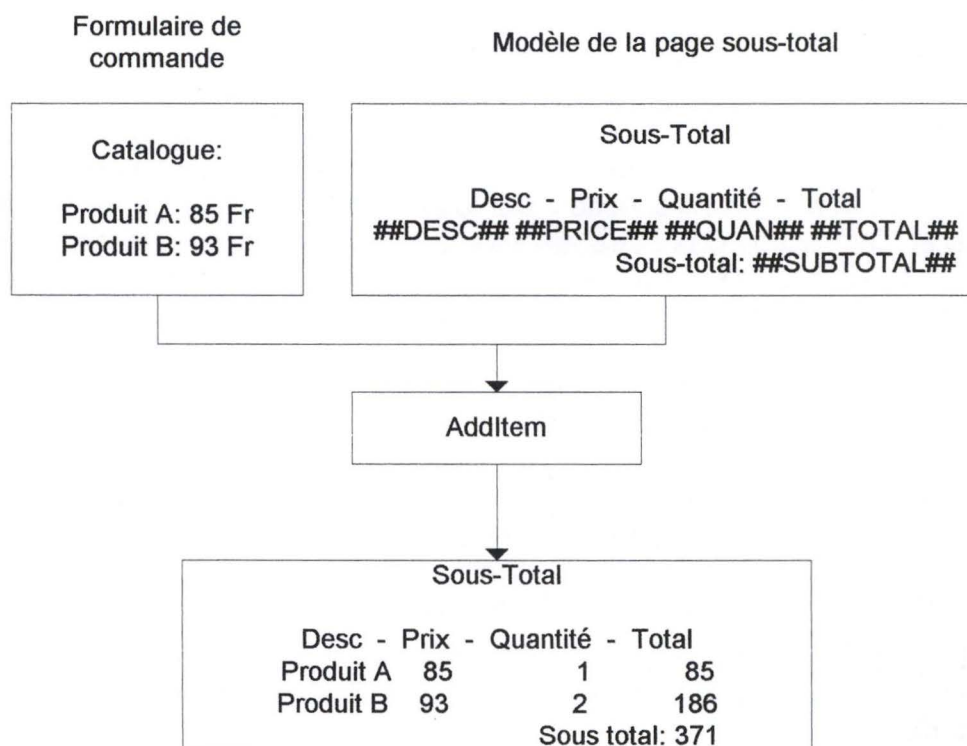 Formulaire de
commande
Modèle de la page sous-total
Catalogue:
Produit A: 85 Fr
Produit B: 93 Fr
Sous-Total
Desc - Prix - Quantité - Total
##DESC## ##PRICE## ##QUAN## ##TOTAL##
Sous-total: ##SUBTOTAL##
AddItem
Sous-Total
Desc - Prix - Quantité - Total
Produit A 85 1 85
Produit B 93 2 186
Sous total: 371